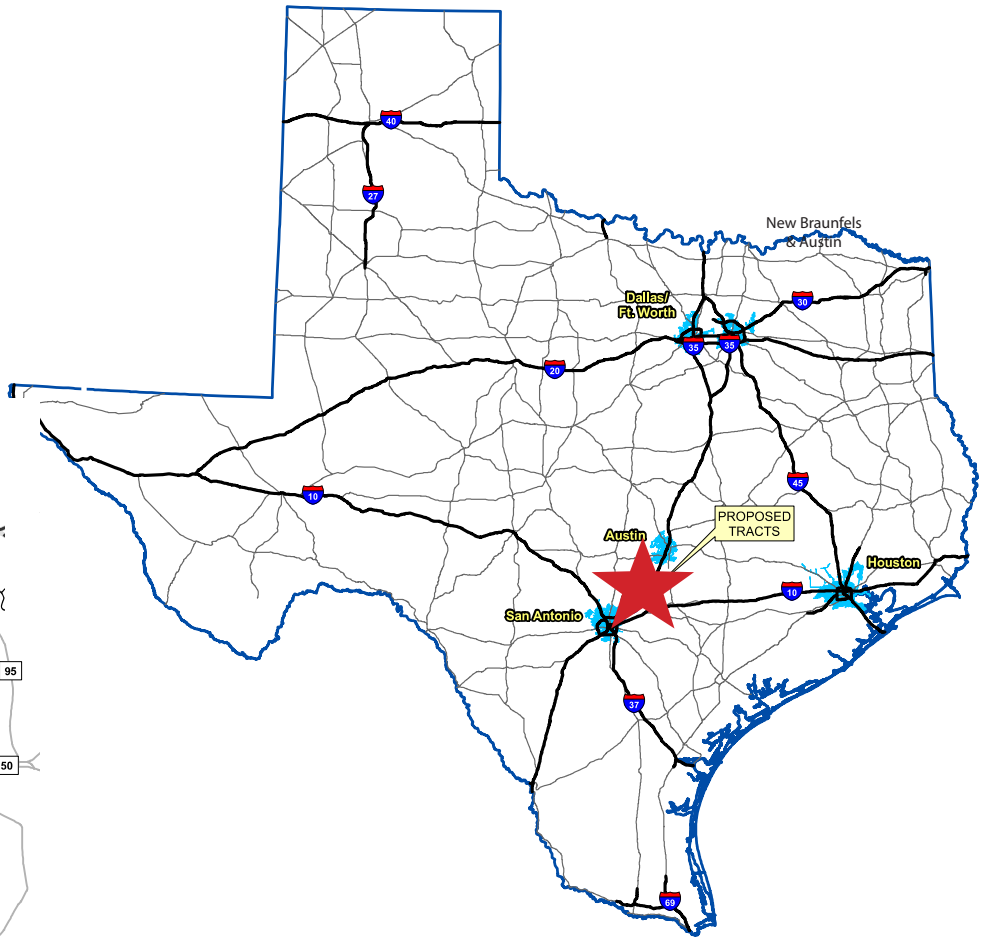 40
27
New Braunfels
& Austin
Dallas/
Ft. Worth
30
35
35
20
45
10
PROPOSED
TRACTS
Austin
Houston
10
San Antonio
95
37
50
69